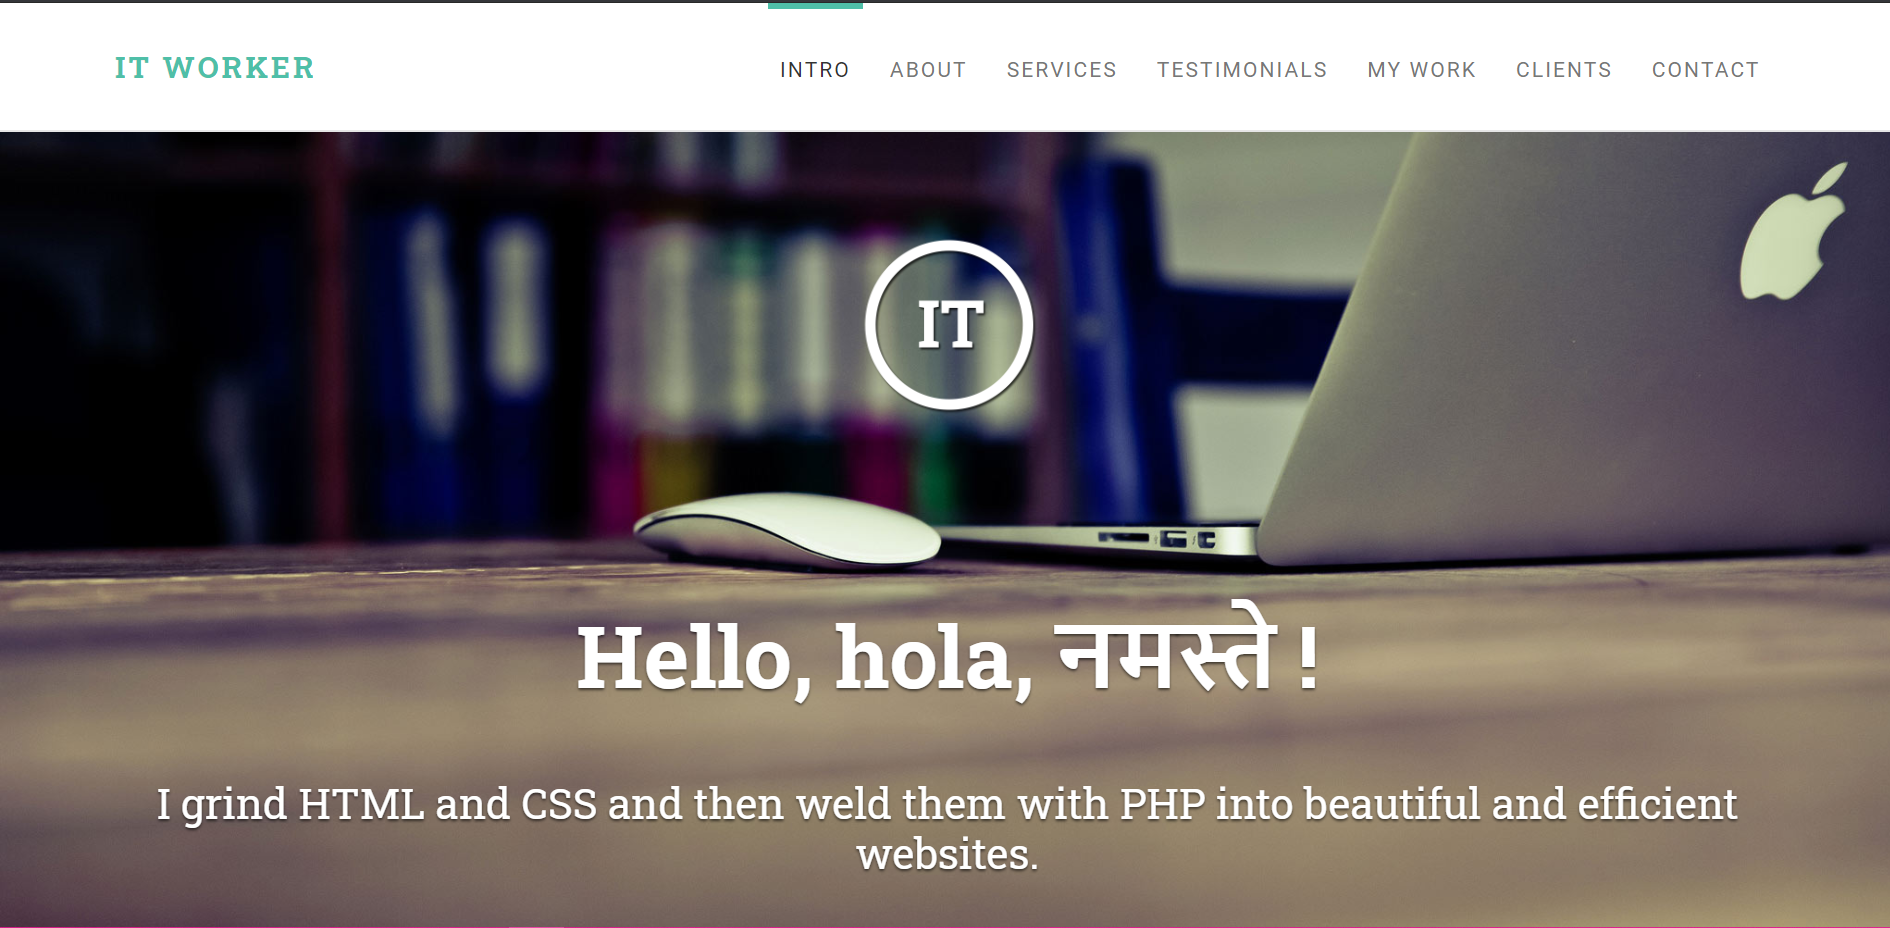 IT WORKER
INTRO ABOUT SERVICES TESTIMONIALS MY WORK CLIENTS CONTACT
IT
Hello, hola, नमस्ते !
I grind HTML and CSS and then weld them with PHP into beautiful and efficient
websites.